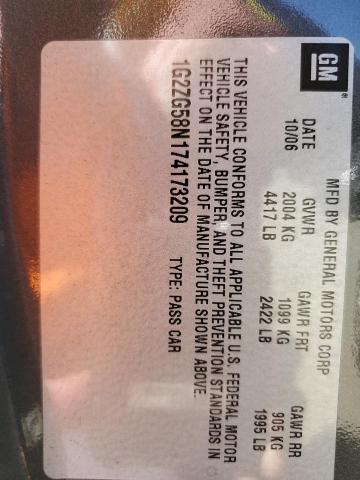 GM®
MFD BY GENERAL MOTORS CORP
DATE GVWR GAWR FRT GAWR RR
10/06 2004 KG 1099 KG 905 KG
4417 LB 2422 LB 1995 LB
THIS VEHICLE CONFORMS TO ALL APPLICABLE U.S. FEDERAL MOTOR
VEHICLE SAFETY, BUMPER, AND THEFT PREVENTION STANDARDS IN
EFFECT ON THE DATE OF MANUFACTURE SHOWN ABOVE.
1G2ZG58N174173209 TYPE: PASS CAR